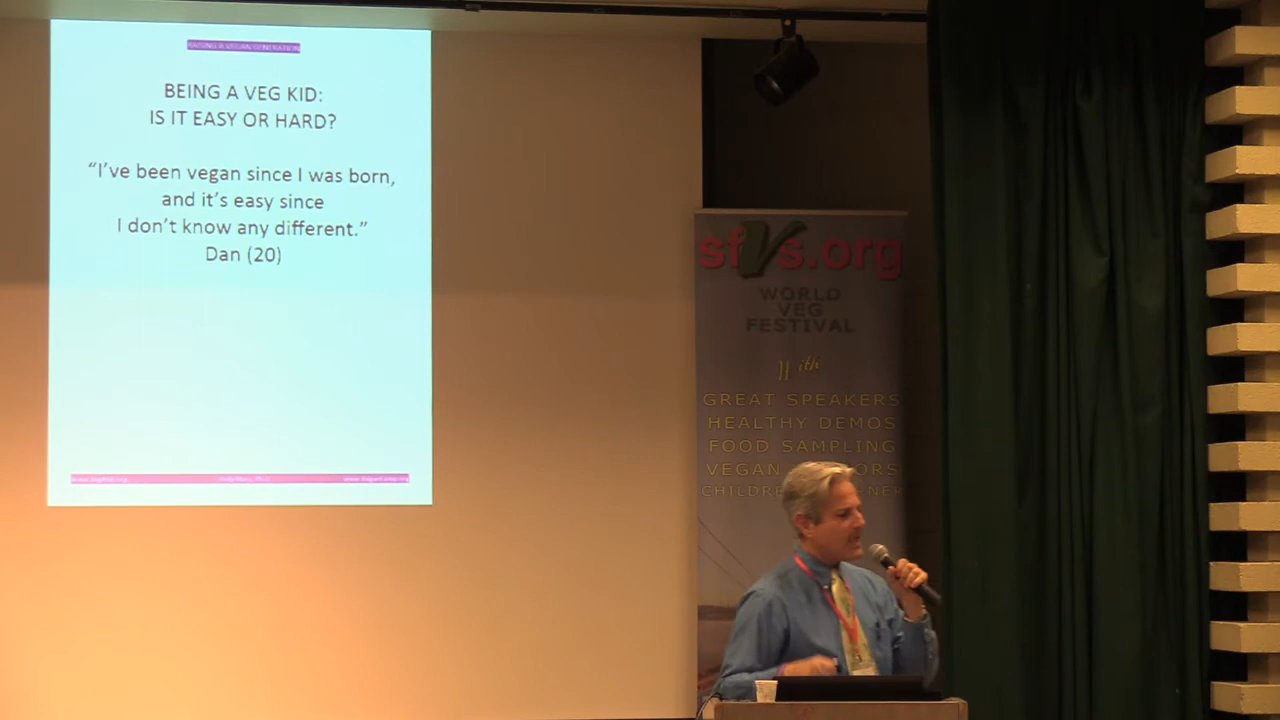 RAISING A VEGAN GENERATION
BEING A VEG KID:
IS IT EASY OR HARD?
“I’ve been vegan since I was born,
and it’s easy since
I don’t know any different.”
Dan (20)
sfVs.org
WORLD
VEG
FESTIVAL
With
GREAT SPEAKERS
HEALTHY DEMOS
FOOD SAMPLING
VEGAN